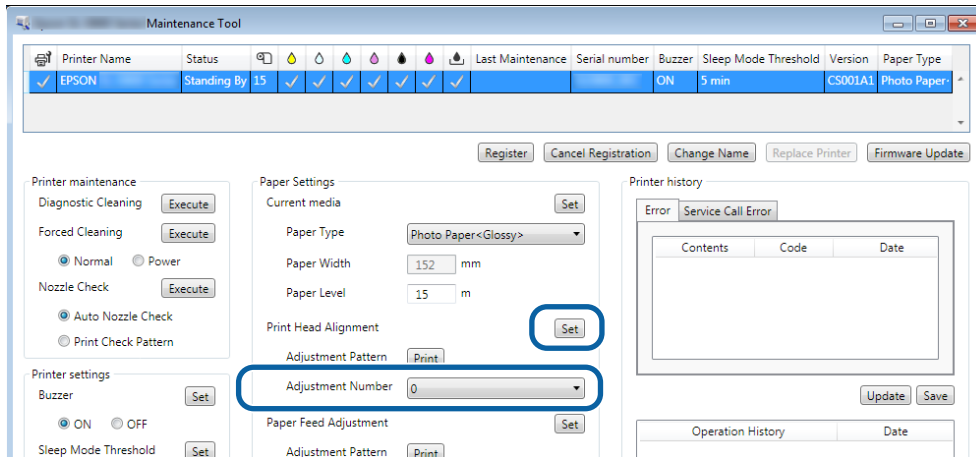 Maintenance Tool
Printer Name Status Last Maintenance Serial number Buzzer Sleep Mode Threshold Version Paper Type
EPSON Standing By 15 ON 5 min CS001A1 Photo Paper
Register Cancel Registration Change Name Replace Printer Firmware Update
Printer maintenance
Diagnostic Cleaning Execute
Forced Cleaning Execute
Normal Power
Nozzle Check Execute
Auto Nozzle Check
Print Check Pattern
Printer settings
Buzzer Set
ON OFF
Sleep Mode Threshold Set
Paper Settings
Current media Set
Paper Type Photo Paper<Glossy>
Paper Width 152 mm
Paper Level 15 m
Print Head Alignment Set
Adjustment Pattern Print
Adjustment Number 0
Paper Feed Adjustment Set
Adjustment Pattern Print
Printer history
Error Service Call Error
Contents Code Date
Update Save
Operation History Date